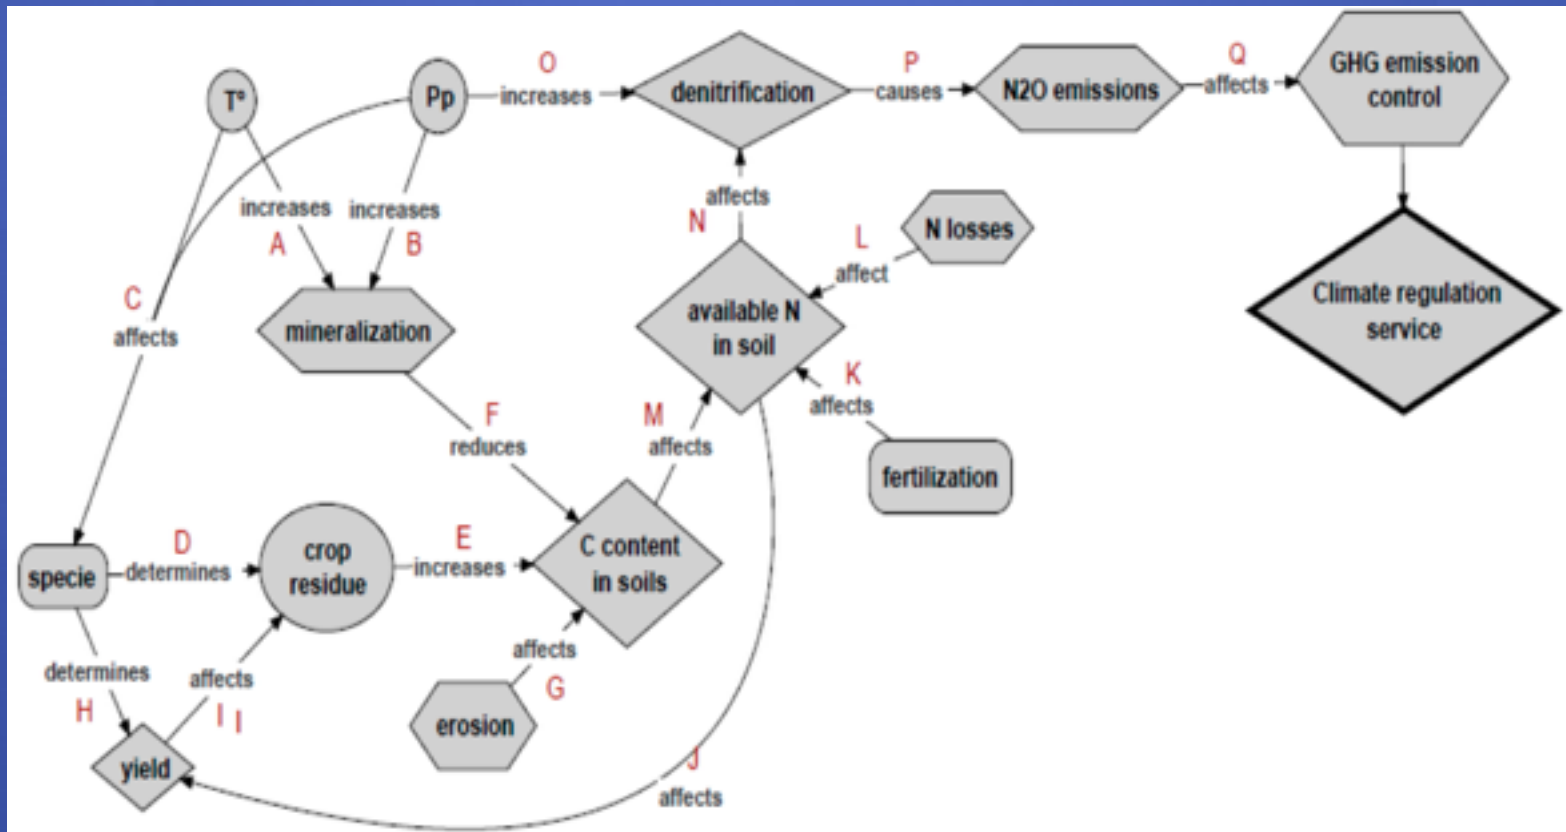 O
P
Q
GHG emission
control
T°
Pp
increases
denitrification
causes
N2O emissions
affects
affects
increases
increases
N
L
N losses
A
B
affect
C
affects
mineralization
available N
in soil
Climate regulation
service
F
reduces
M
affects
K
affects
fertilization
specie
D
determines
crop
residue
E
increases
C content
in soils
determines
affects
affects
H
I I
G
yield
erosion
J
affects